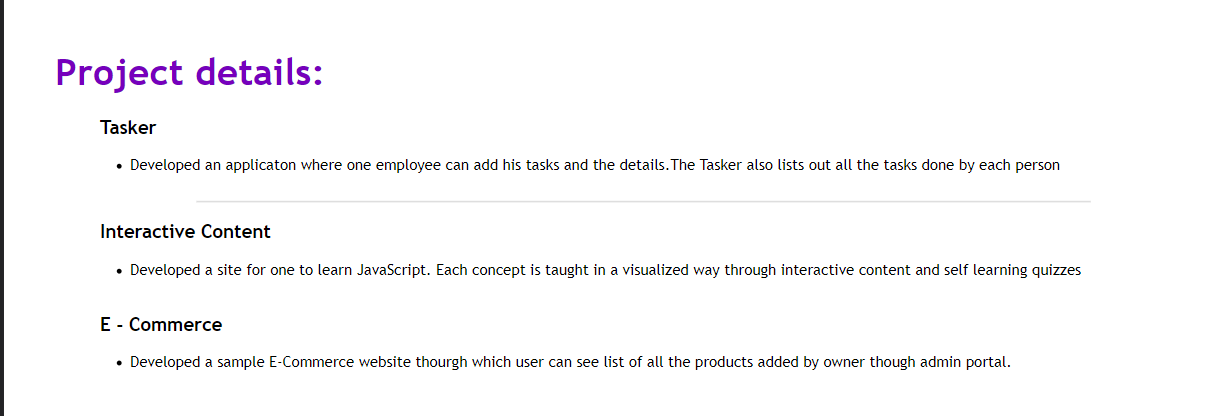 Project details:
Tasker
• Developed an applicaton where one employee can add his tasks and the details.The Tasker also lists out all the tasks done by each person
Interactive Content
• Developed a site for one to learn JavaScript. Each concept is taught in a visualized way through interactive content and self learning quizzes
E - Commerce
• Developed a sample E-Commerce website thourgh which user can see list of all the products added by owner though admin portal.